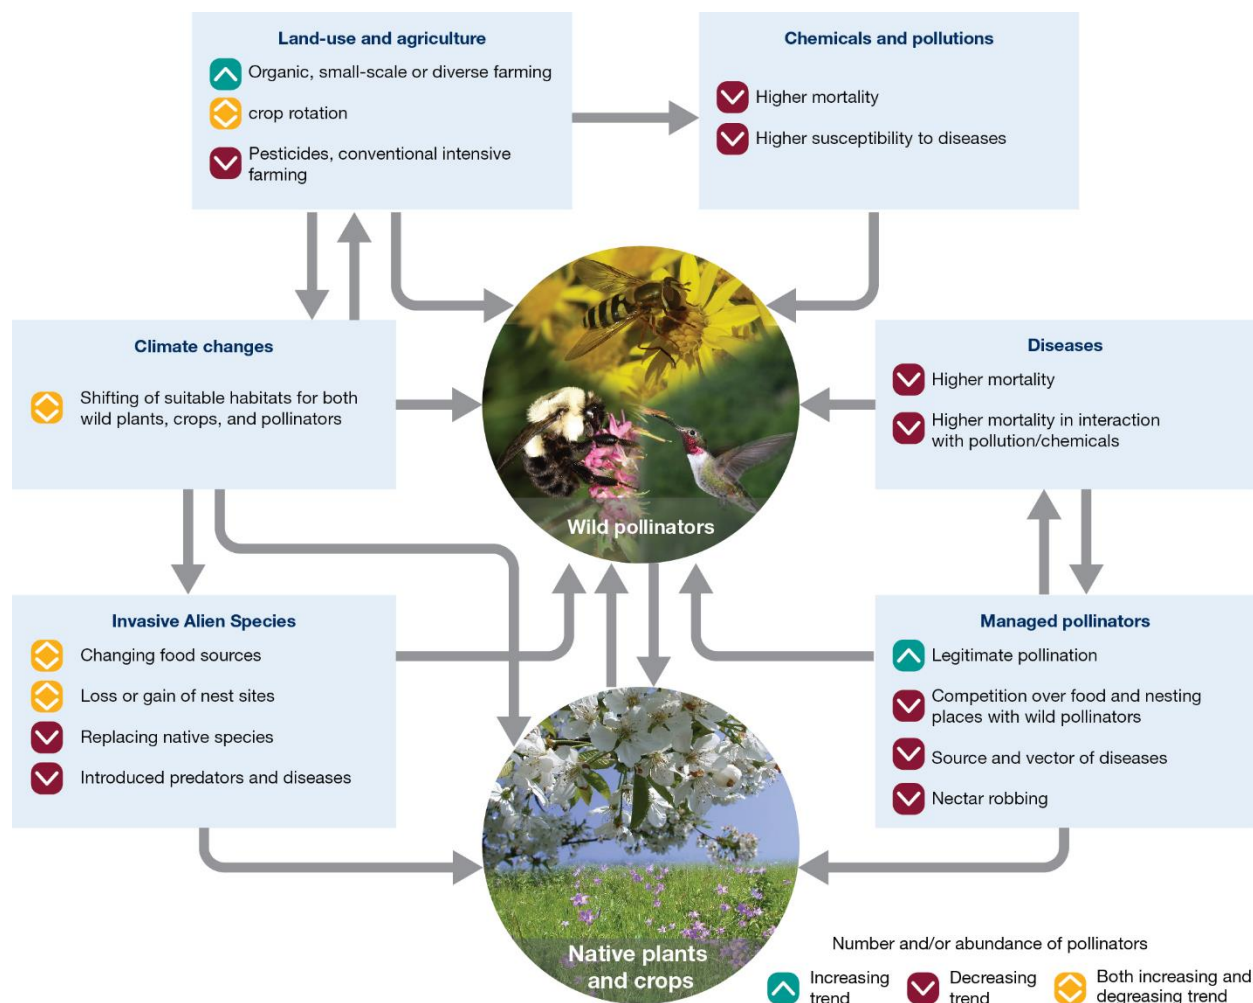 Land-use and agriculture
Organic, small-scale or diverse farming
crop rotation
Pesticides, conventional intensive
farming
Chemicals and pollutions
Higher mortality
Higher susceptibility to diseases
Climate changes
Shifting of suitable habitats for both
wild plants, crops, and pollinators
Wild pollinators
Diseases
Higher mortality
Higher mortality in interaction
with pollution/chemicals
Invasive Alien Species
Changing food sources
Loss or gain of nest sites
Replacing native species
Introduced predators and diseases
Managed pollinators
Legitimate pollination
Competition over food and nesting
places with wild pollinators
Source and vector of diseases
Nectar robbing
Native plants
and crops
Number and/or abundance of pollinators
Increasing
trend
Decreasing
trend
Both increasing and
degreasing trend